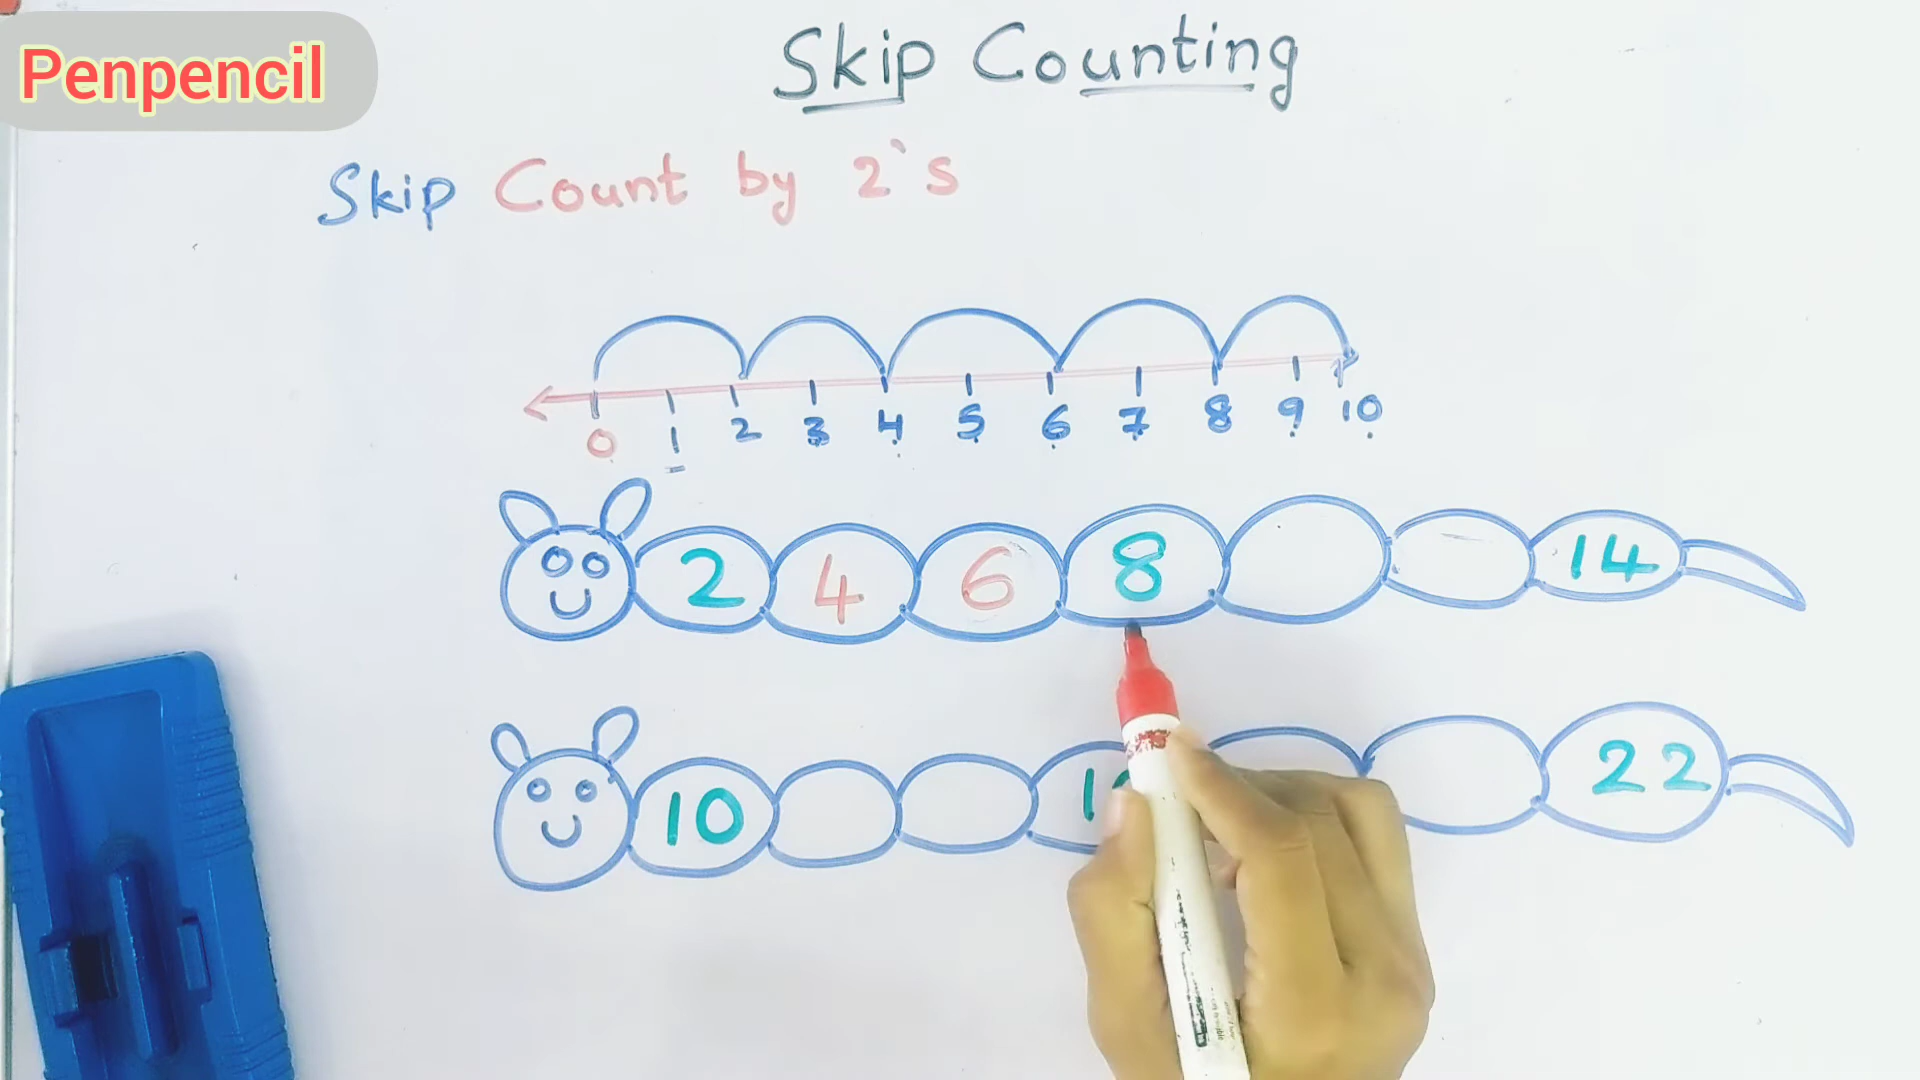 Penpencil
Skip Counting
Skip Count by 2's
0 1 2 3 4 5 6 7 8 9 10
2 4 6 8 14
10 22